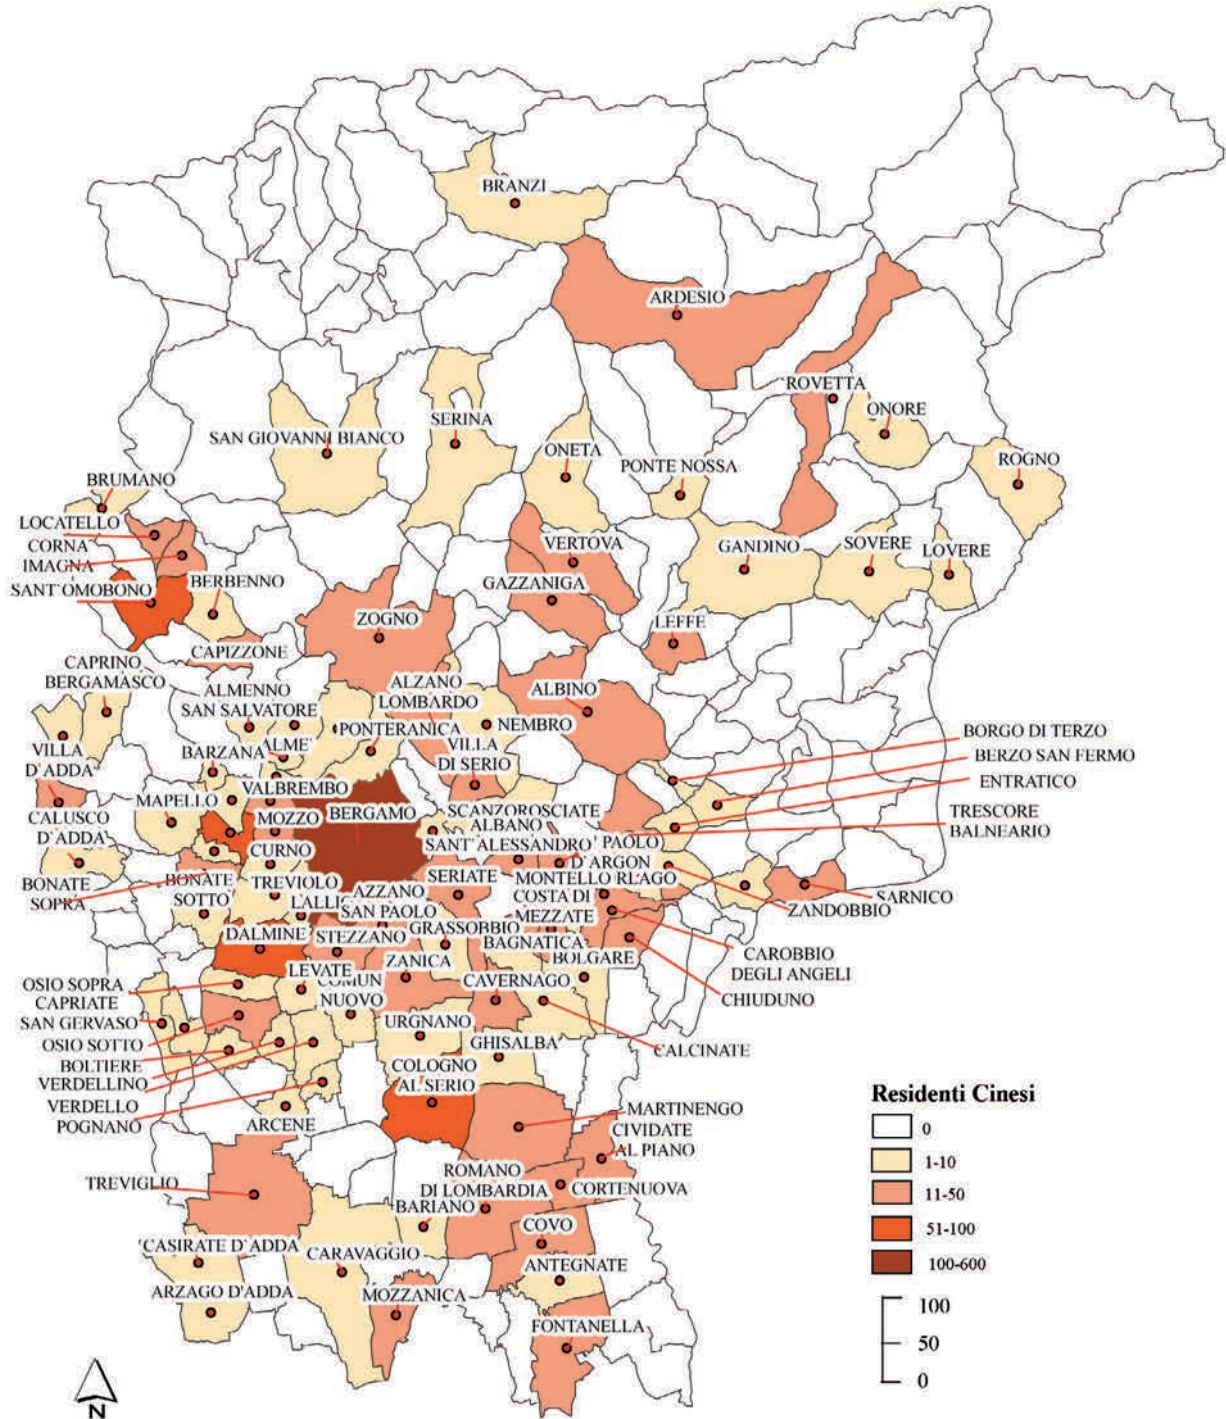 BRANZI
ARDESIO
ROVETTA
ONORE
SERINA
SAN GIOVANNI BIANCO
ONETA
PONTE NOSSA
ROGNO
BRUMANO
LOCATELLO
CORNA
IMAGNA
VERTOVA
GANDINO
SOVERE
LOVERE
SANT'OMOBONO
BERBENNO
GAZZANIGA
ZOGNO
LEFFE
CAPIZZONE
CAPRINO
BERGAMASCO
ALMENNO
SAN SALVATORE
ALZANO
LOMBARDO
ALBINO
NEMBRO
PONTERANICA
BORGO DI TERZO
VILLA
D'ADDA
BARZANA
ALME'
VILLA
DI SERIO
BERZO SAN FERMO
ENTRATICO
MAPELLO
VALBREMBO
BERGAMO
SCANZOROSCIATE
TRESCORE
BALNEARIO
CALUSCO
D'ADDA
MOZZO
ALBANO
SANT'ALESSANDRO
PAOLO
D'ARGON
CURNO
BONATE
SOPRA
BONATE
SOTTO
TREVIOLO
AZZANO
SAN PAOLO
SERIATE
MONTELLO
COSTA DI
MEZZATE
SARNICO
ZANDOBBIO
DALMINE
STEZZANO
GRASSOBBIO
BAGNATICA
BOLGARE
CAROBBIO
DEGLI ANGELI
OSIO SOPRA
LEVATE
COMUN
NUOVO
ZANICA
CAVERNAGO
CHIUDUNO
CAPRIATE
SAN GERVASO
OSIO SOTTO
URGNANO
GHISALBA
CALCINATE
BOLTIERE
VERDELLINO
COLOGNO
AL SERIO
VERDELLO
POGNANO
ARCENE
MARTINENGO
CIVIDATE
AL PIANO
TREVIGLIO
ROMANO
DI LOMBARDIA
CORTENUOVA
BARIANO
COVO
CASIRATE D'ADDA
CARAVAGGIO
ANTEGNATE
ARZAGO D'ADDA
MOZZANICA
FONTANELLA
Residenti Cinesi
0
1-10
11-50
51-100
100-600
100
50
0
N